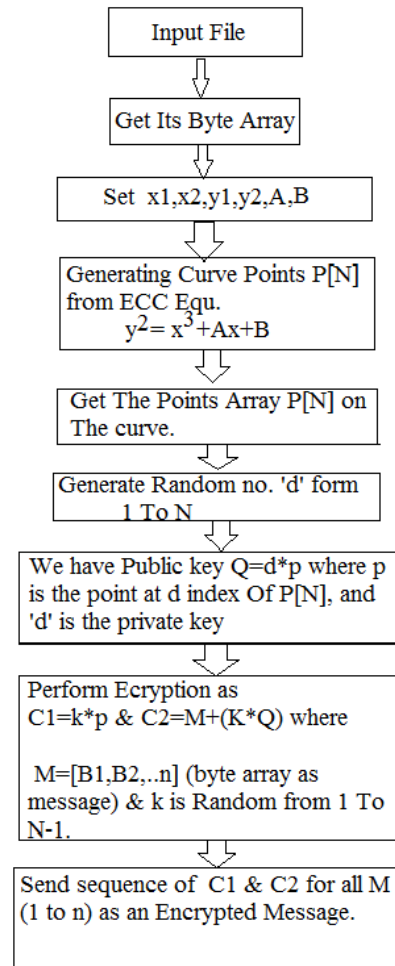 Input File
Get Its Byte Array
Set x1,x2,y1,y2,A,B
Generating Curve Points P[N]
from ECC Equ.
y²= x³+Ax+B
Get The Points Array P[N] on
The curve.
Generate Random no. 'd' form
1 To N
We have Public key Q=d*p where p
is the point at d index Of P[N], and
'd' is the private key
Perform Ecryption as
C1=k*p & C2=M+(K*Q) where
M=[B1,B2,..n] (byte array as
message) & k is Random from 1 To
N-1.
Send sequence of C1 & C2 for all M
(1 to n) as an Encrypted Message.